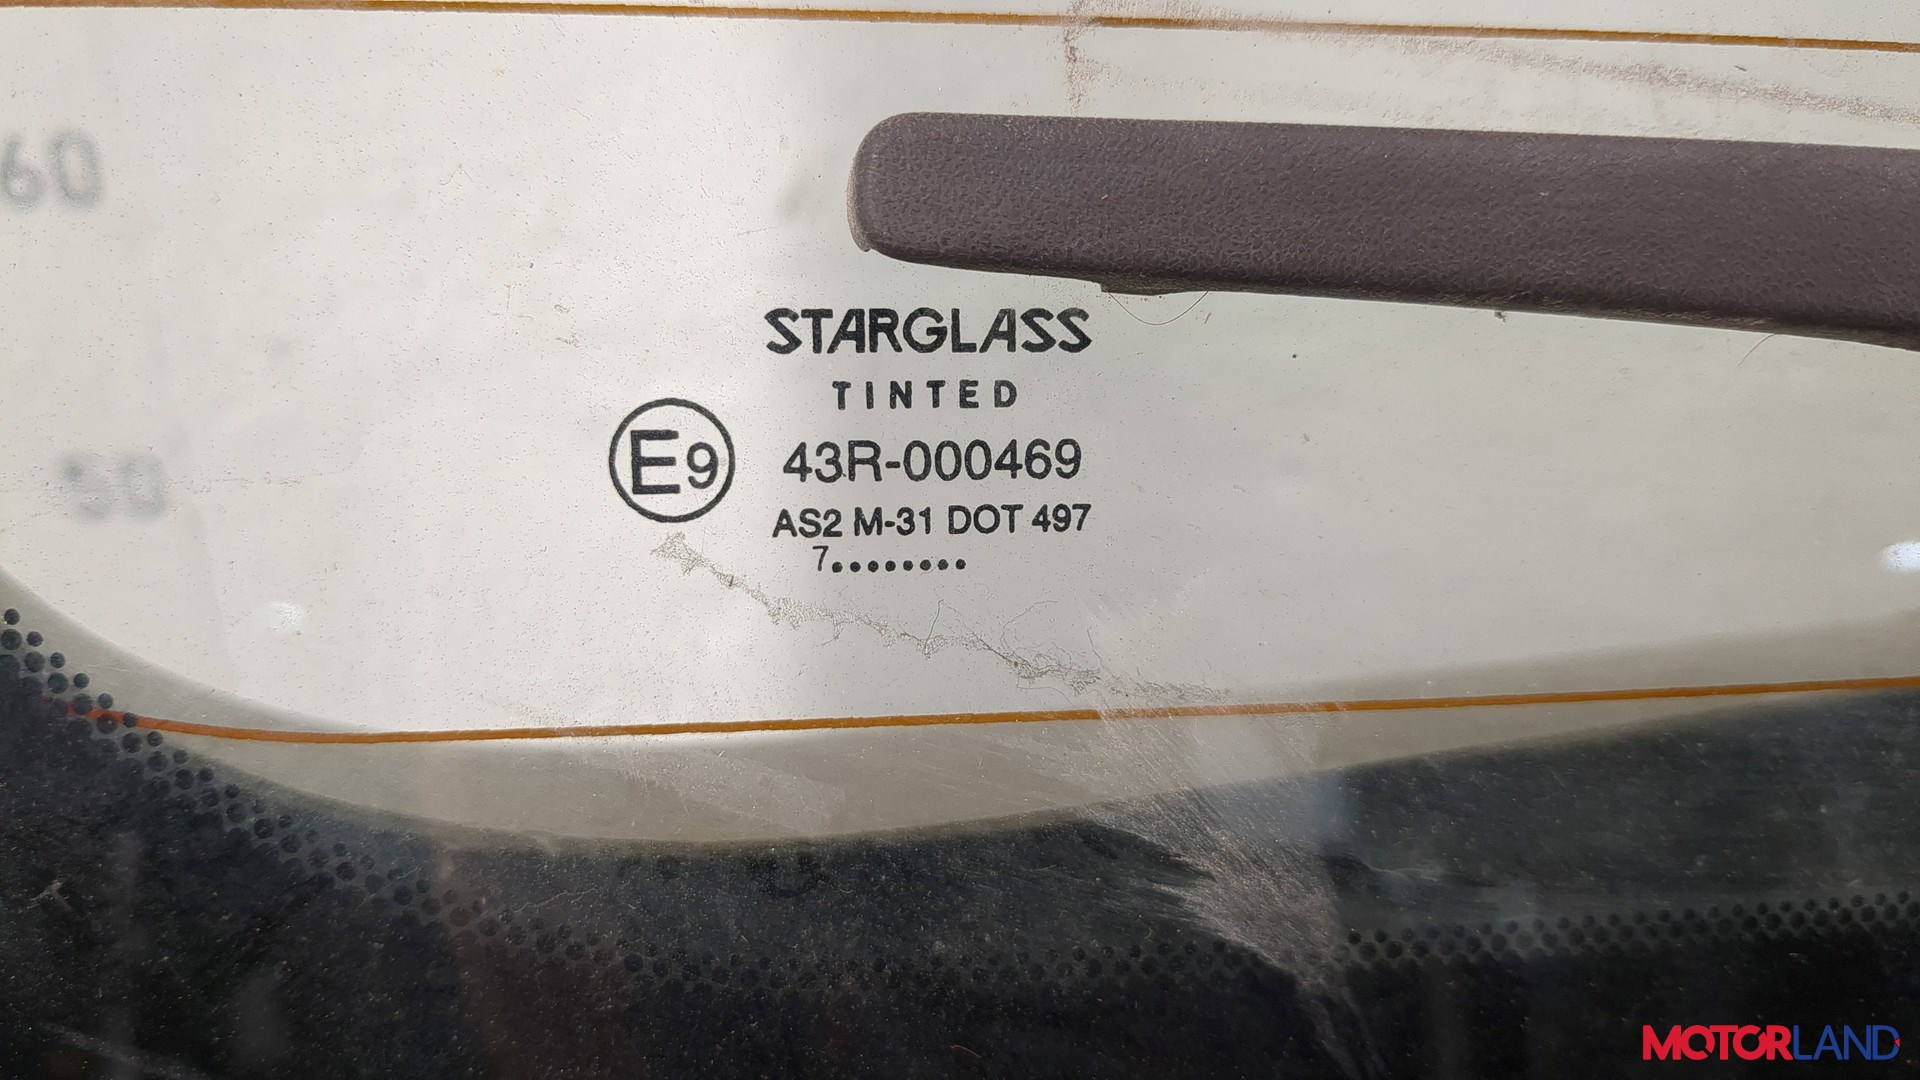 60
STARGLASS
TINTED
E9 43R-000469
AS2 M-31 DOT 497
7.........
MOTORLAND